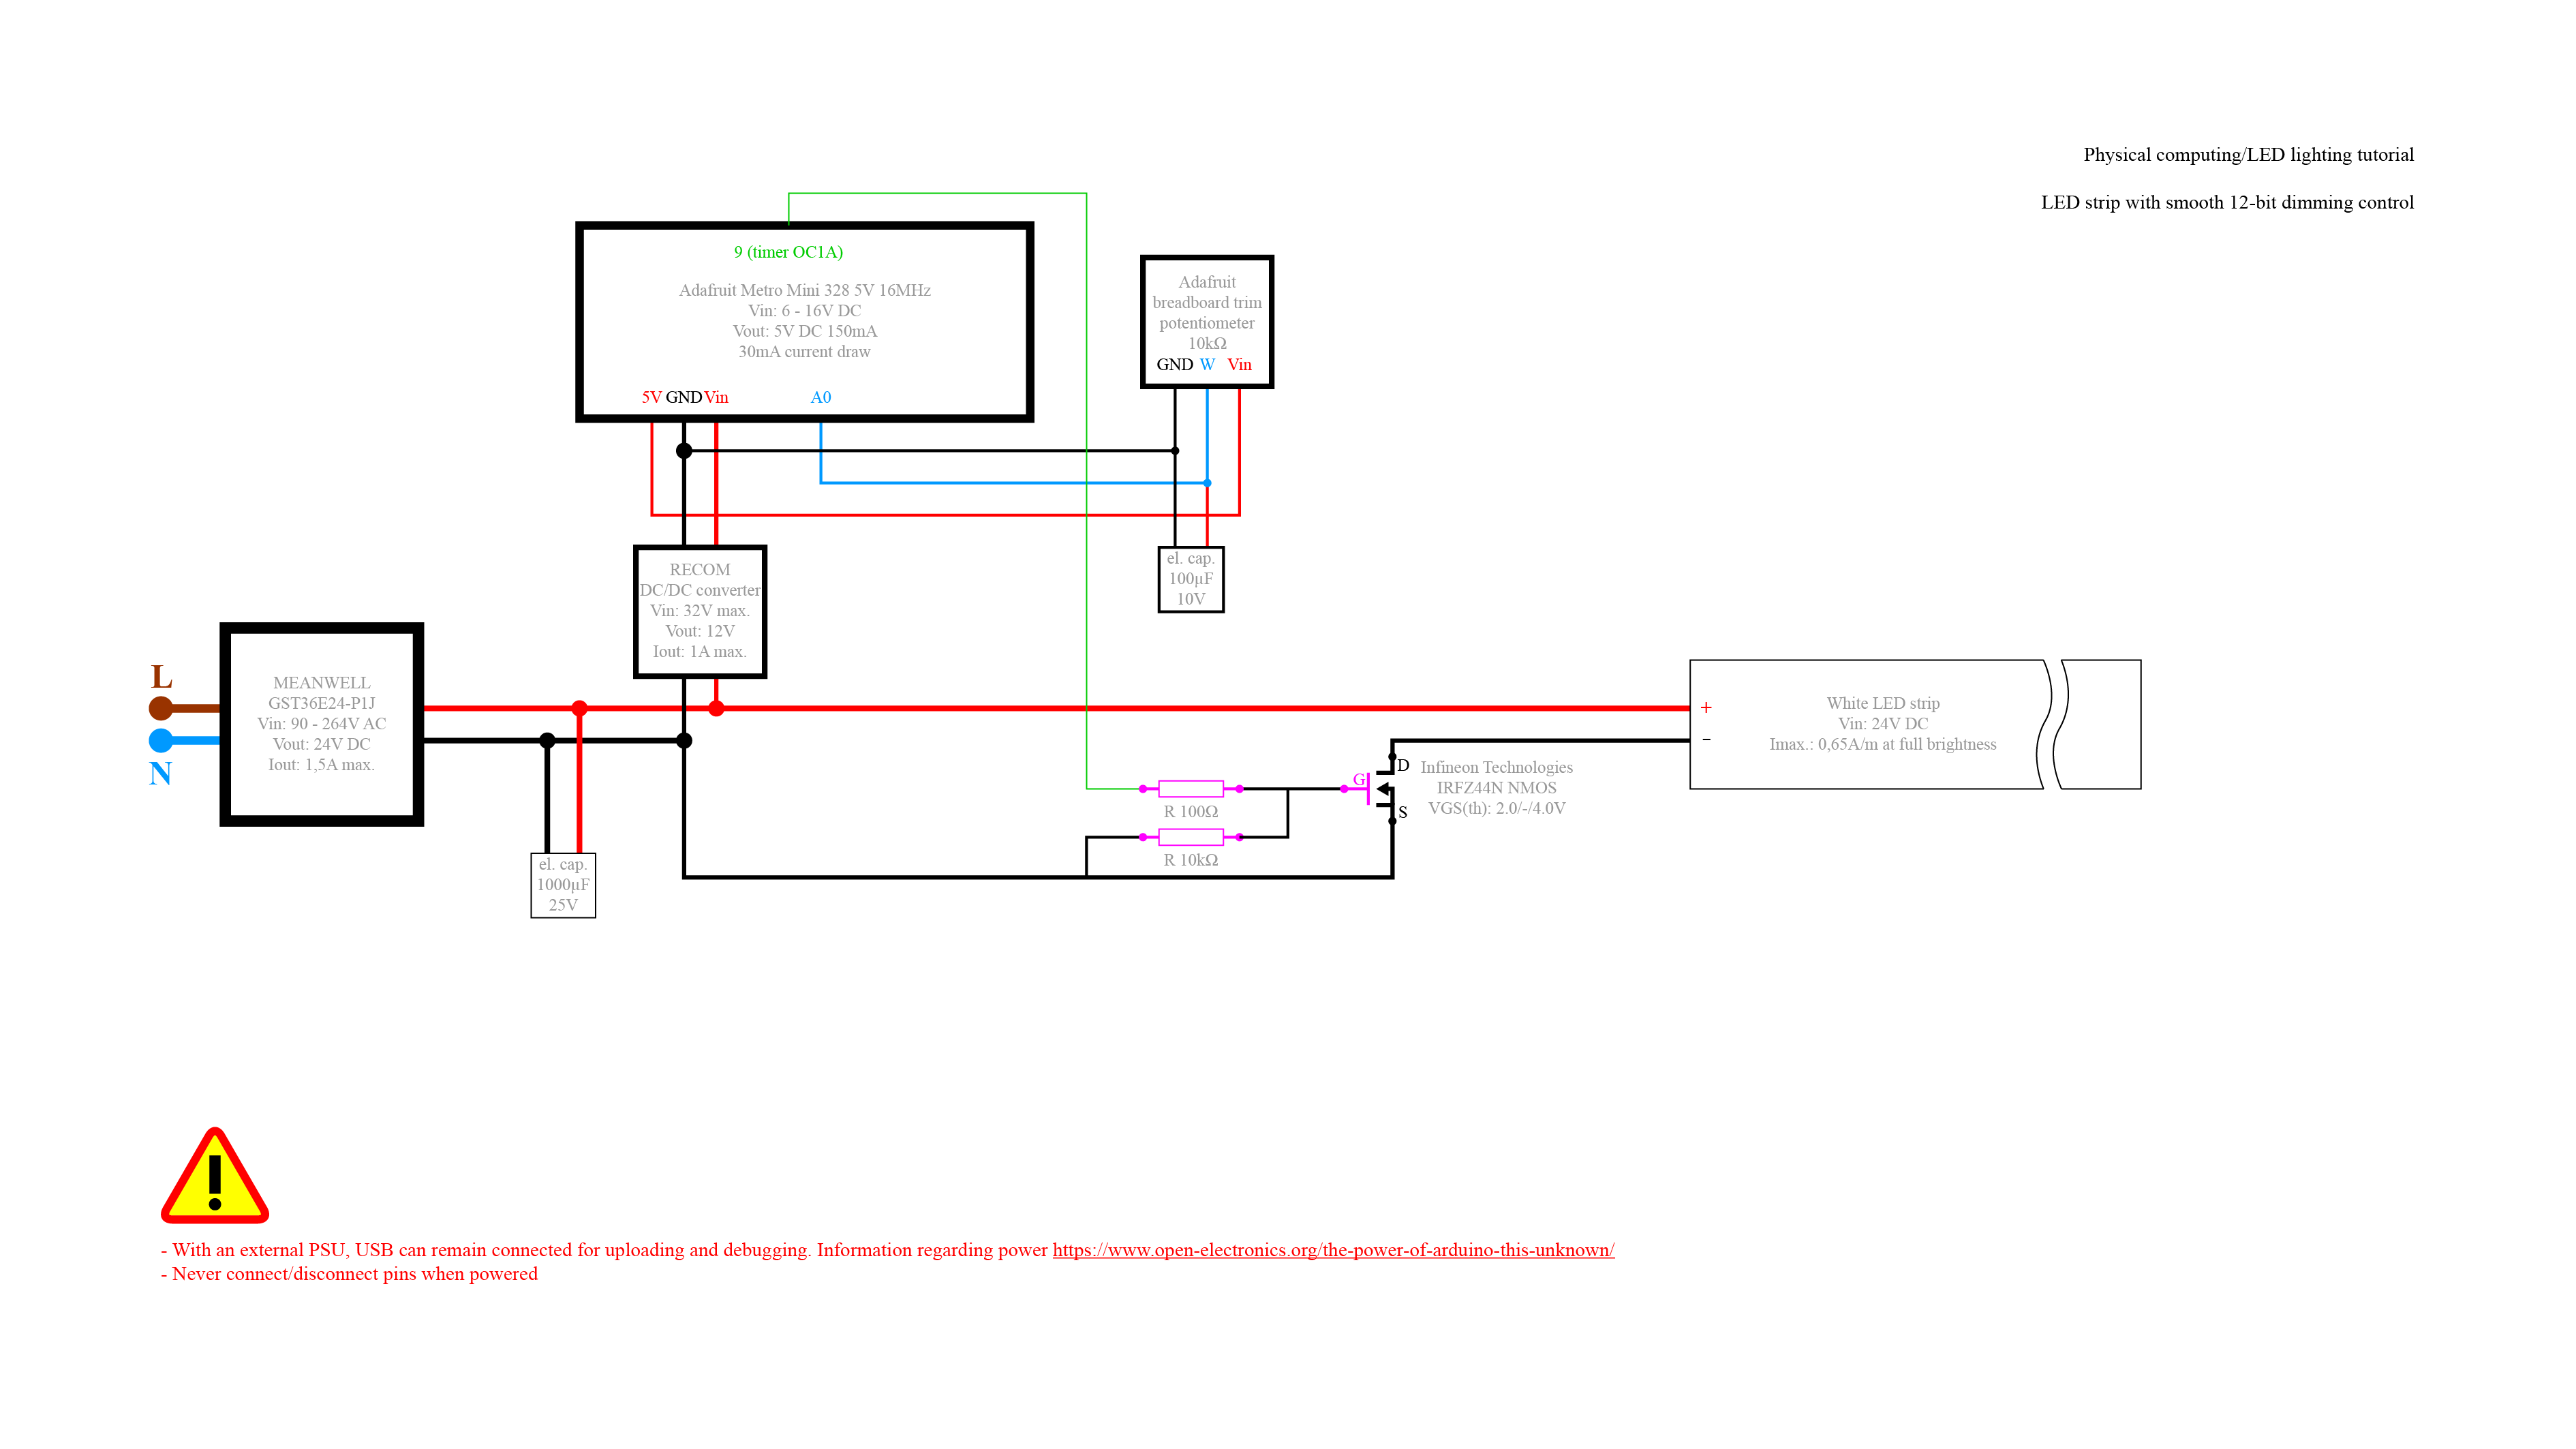 Physical computing/LED lighting tutorial
LED strip with smooth 12-bit dimming control
9 (timer OC1A)
Adafruit Metro Mini 328 5V 16MHz
Vin: 6 - 16V DC
Vout: 5V DC 150mA
30mA current draw
5V GND Vin A0
Adafruit
breadboard trim
potentiometer
10kΩ
GND W Vin
RECOM
DC/DC converter
Vin: 32V max.
Vout: 12V
Iout: 1A max.
el. cap.
100µF
10V
L
N
MEANWELL
GST36E24-P1J
Vin: 90 - 264V AC
Vout: 24V DC
Iout: 1,5A max.
el. cap.
1000µF
25V
R 100Ω
R 10kΩ
G
D
S
Infineon Technologies
IRFZ44N NMOS
VGS(th): 2.0/-/4.0V
+
−
White LED strip
Vin: 24V DC
Imax.: 0,65A/m at full brightness
- With an external PSU, USB can remain connected for uploading and debugging. Information regarding power https://www.open-electronics.org/the-power-of-arduino-this-unknown/
- Never connect/disconnect pins when powered